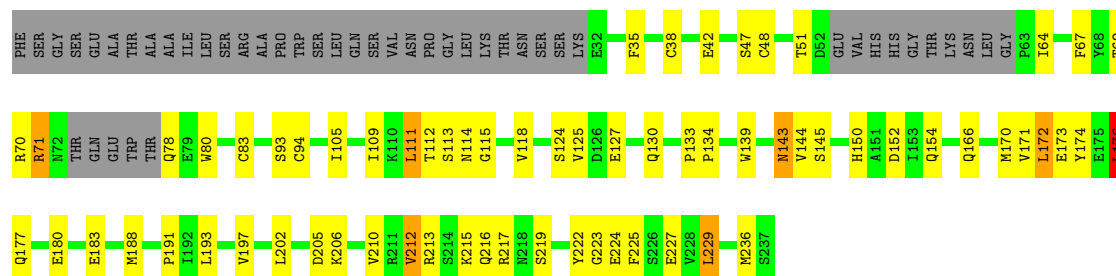 PHE SER GLY SER GLU ALA THR ALA ALA ILE LEU SER ARG ALA PRO TRP SER LEU GLN SER VAL ASN PRO GLY LEU LYS THR ASN SER SER LYS E32 F35 C38 E42 S47 C48 T51 D52 GLU VAL HIS HIS GLY THR LYS ASN LEU GLY P63 I64 F67 Y68
R70 R71 N72 THR GLN GLU TRP THR Q78 E79 W80 C83 S93 C94 I105 I109 K110 L111 T112 S113 N114 G115 V118 S124 V125 D126 E127 Q130 P133 P134 W139 N143 V144 S145 H150 A151 D152 I153 Q154 Q166 M170 V171 L172 E173 Y174 E175
Q177 E180 E183 M188 P191 I192 L193 V197 L202 D205 K206 V210 R211 V212 R213 S214 K215 Q216 R217 N218 S219 Y222 G223 E224 F225 S226 E227 V228 L229 M236 S237